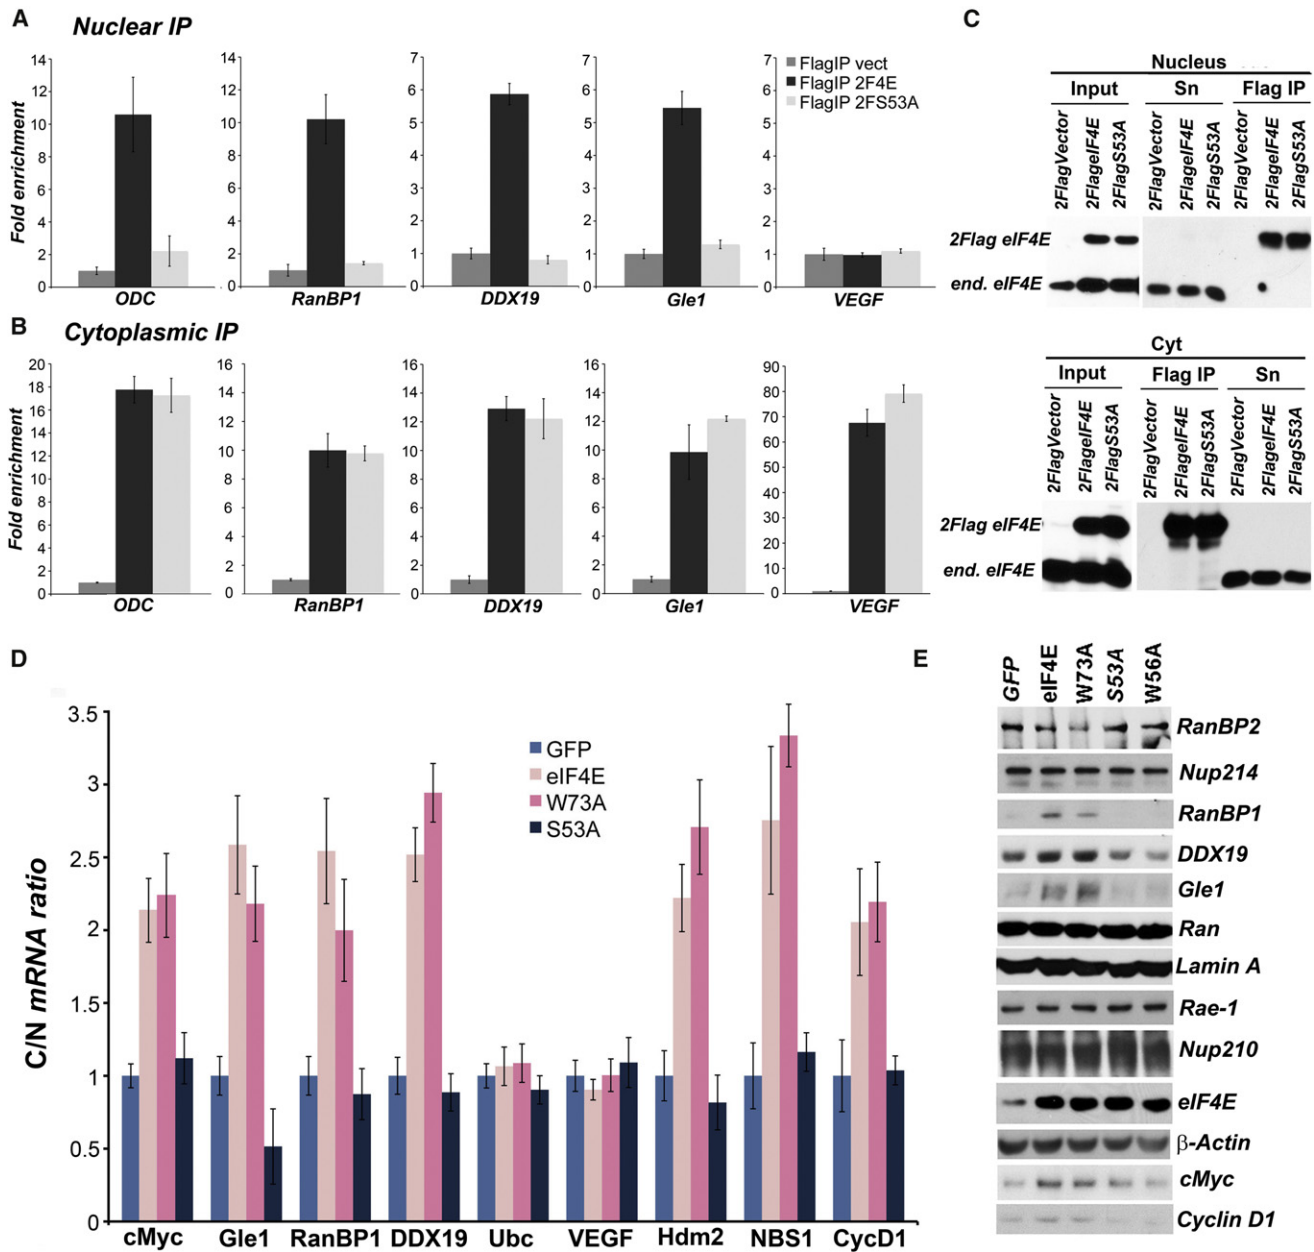 A
Nuclear IP
Fold enrichment
14
12
10
8
6
4
2
0
ODC
14
12
10
8
6
4
2
0
RanBP1
7
6
5
4
3
2
1
0
DDX19
7
6
5
4
3
2
1
0
Gle1
7
6
5
4
3
2
1
0
VEGF
FlagIP vect
FlagIP 2F4E
FlagIP 2FS53A
B
Cytoplasmic IP
Fold enrichment
20
18
16
14
12
10
8
6
4
2
0
ODC
16
14
12
10
8
6
4
2
0
RanBP1
16
14
12
10
8
6
4
2
0
DDX19
16
14
12
10
8
6
4
2
0
Gle1
90
80
70
60
50
40
30
20
10
0
VEGF
C
Nucleus
Input Sn Flag IP
2FlagVector 2FlageIF4E 2FlagS53A 2FlagVector 2FlageIF4E 2FlagS53A 2FlagVector 2FlageIF4E 2FlagS53A
2Flag eIF4E
end. eIF4E
Cyt
Input Flag IP Sn
2FlagVector 2FlageIF4E 2FlagS53A 2FlagVector 2FlageIF4E 2FlagS53A 2FlagVector 2FlageIF4E 2FlagS53A
2Flag eIF4E
end. eIF4E
D
C/N mRNA ratio
3.5
3
2.5
2
1.5
1
0.5
0
GFP
eIF4E
W73A
S53A
cMyc Gle1 RanBP1 DDX19 Ubc VEGF Hdm2 NBS1 CycD1
E
GFP eIF4E W73A S53A W56A
RanBP2
Nup214
RanBP1
DDX19
Gle1
Ran
Lamin A
Rae-1
Nup210
eIF4E
β-Actin
cMyc
Cyclin D1